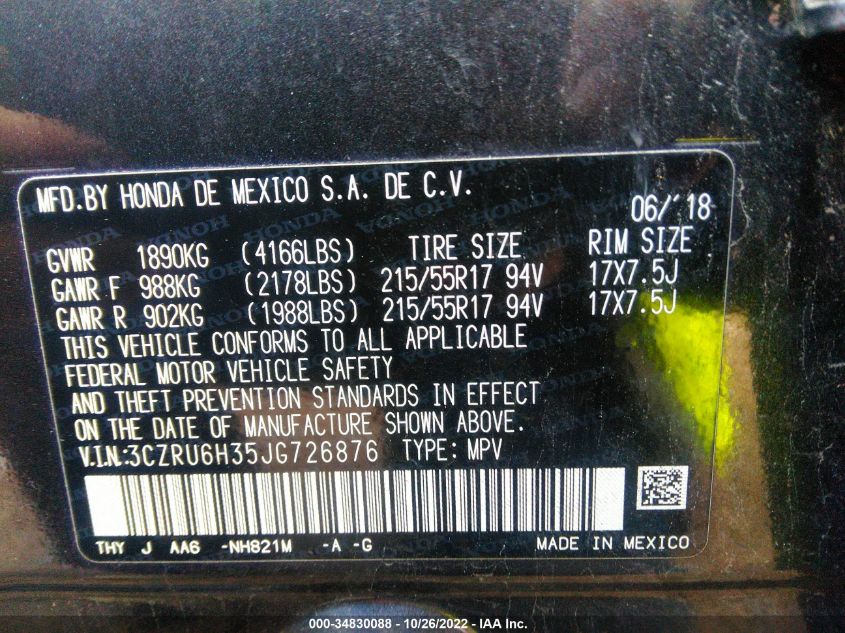 MFD.BY HONDA DE MEXICO S.A. DE C.V.
06/'18
GVWR 1890KG (4166LBS) TIRE SIZE RIM SIZE
GAWR F 988KG (2178LBS) 215/55R17 94V 17X7.5J
GAWR R 902KG (1988LBS) 215/55R17 94V 17X7.5J
THIS VEHICLE CONFORMS TO ALL APPLICABLE
FEDERAL MOTOR VEHICLE SAFETY
AND THEFT PREVENTION STANDARDS IN EFFECT
ON THE DATE OF MANUFACTURE SHOWN ABOVE.
V.I.N.:3CZRU6H35JG726876 TYPE: MPV
THY J AA6 -NH821M -A -G MADE IN MEXICO
000-34830088 - 10/26/2022 - IAA Inc.